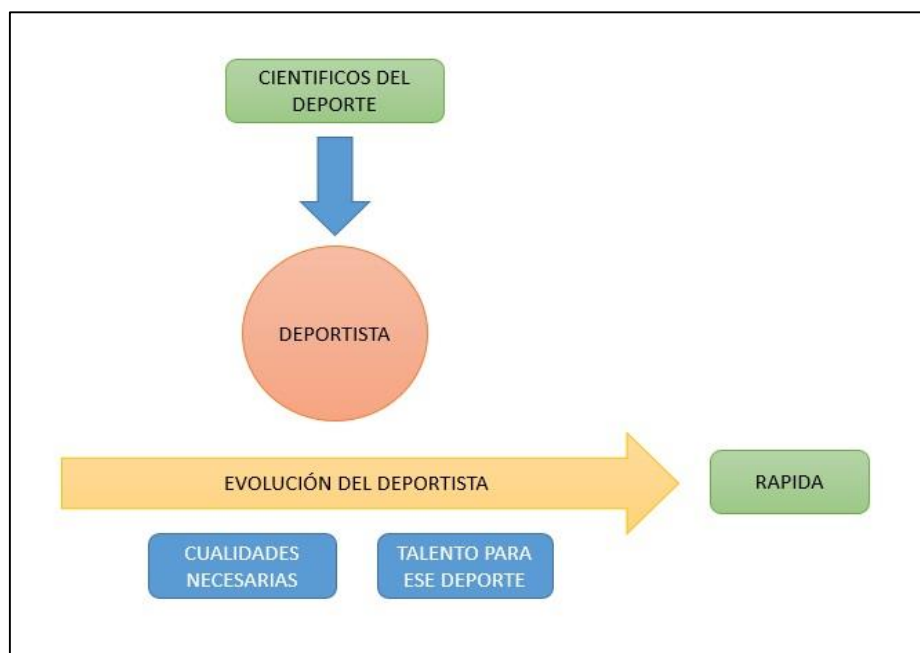 CIENTIFICOS DEL
DEPORTE
DEPORTISTA
EVOLUCIÓN DEL DEPORTISTA
RAPIDA
CUALIDADES
NECESARIAS
TALENTO PARA
ESE DEPORTE